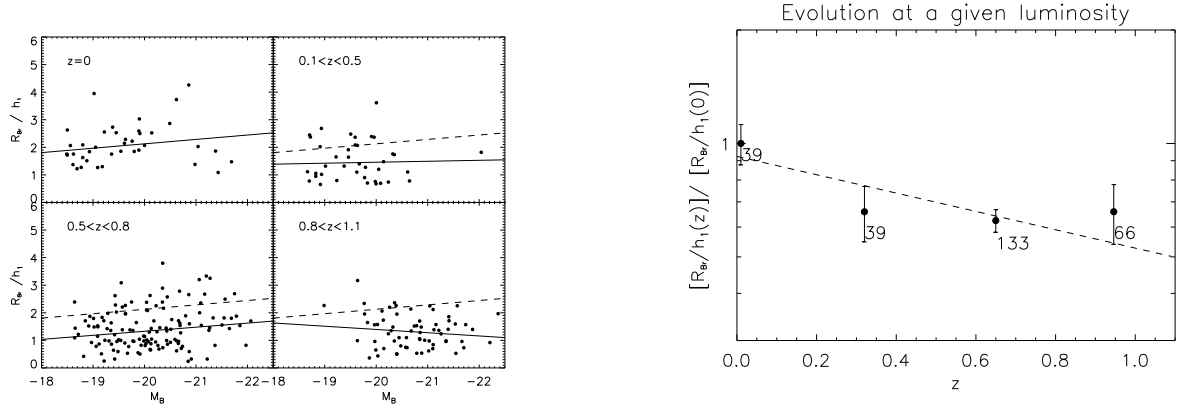 Evolution at a given luminosity
6
5
4
3
2
1
0
R_Br / h_1
z=0
0.1<z<0.5
6
5
4
3
2
1
0
R_Br/h_1
0.5<z<0.8
0.8<z<1.1
-18 -19 -20 -21 -22 -18 -19 -20 -21 -22
M_B M_B
[R_Br/h_1(z)]/ [R_Br/h_1(0)]
1
39
39
133
66
0.0 0.2 0.4 0.6 0.8 1.0
z